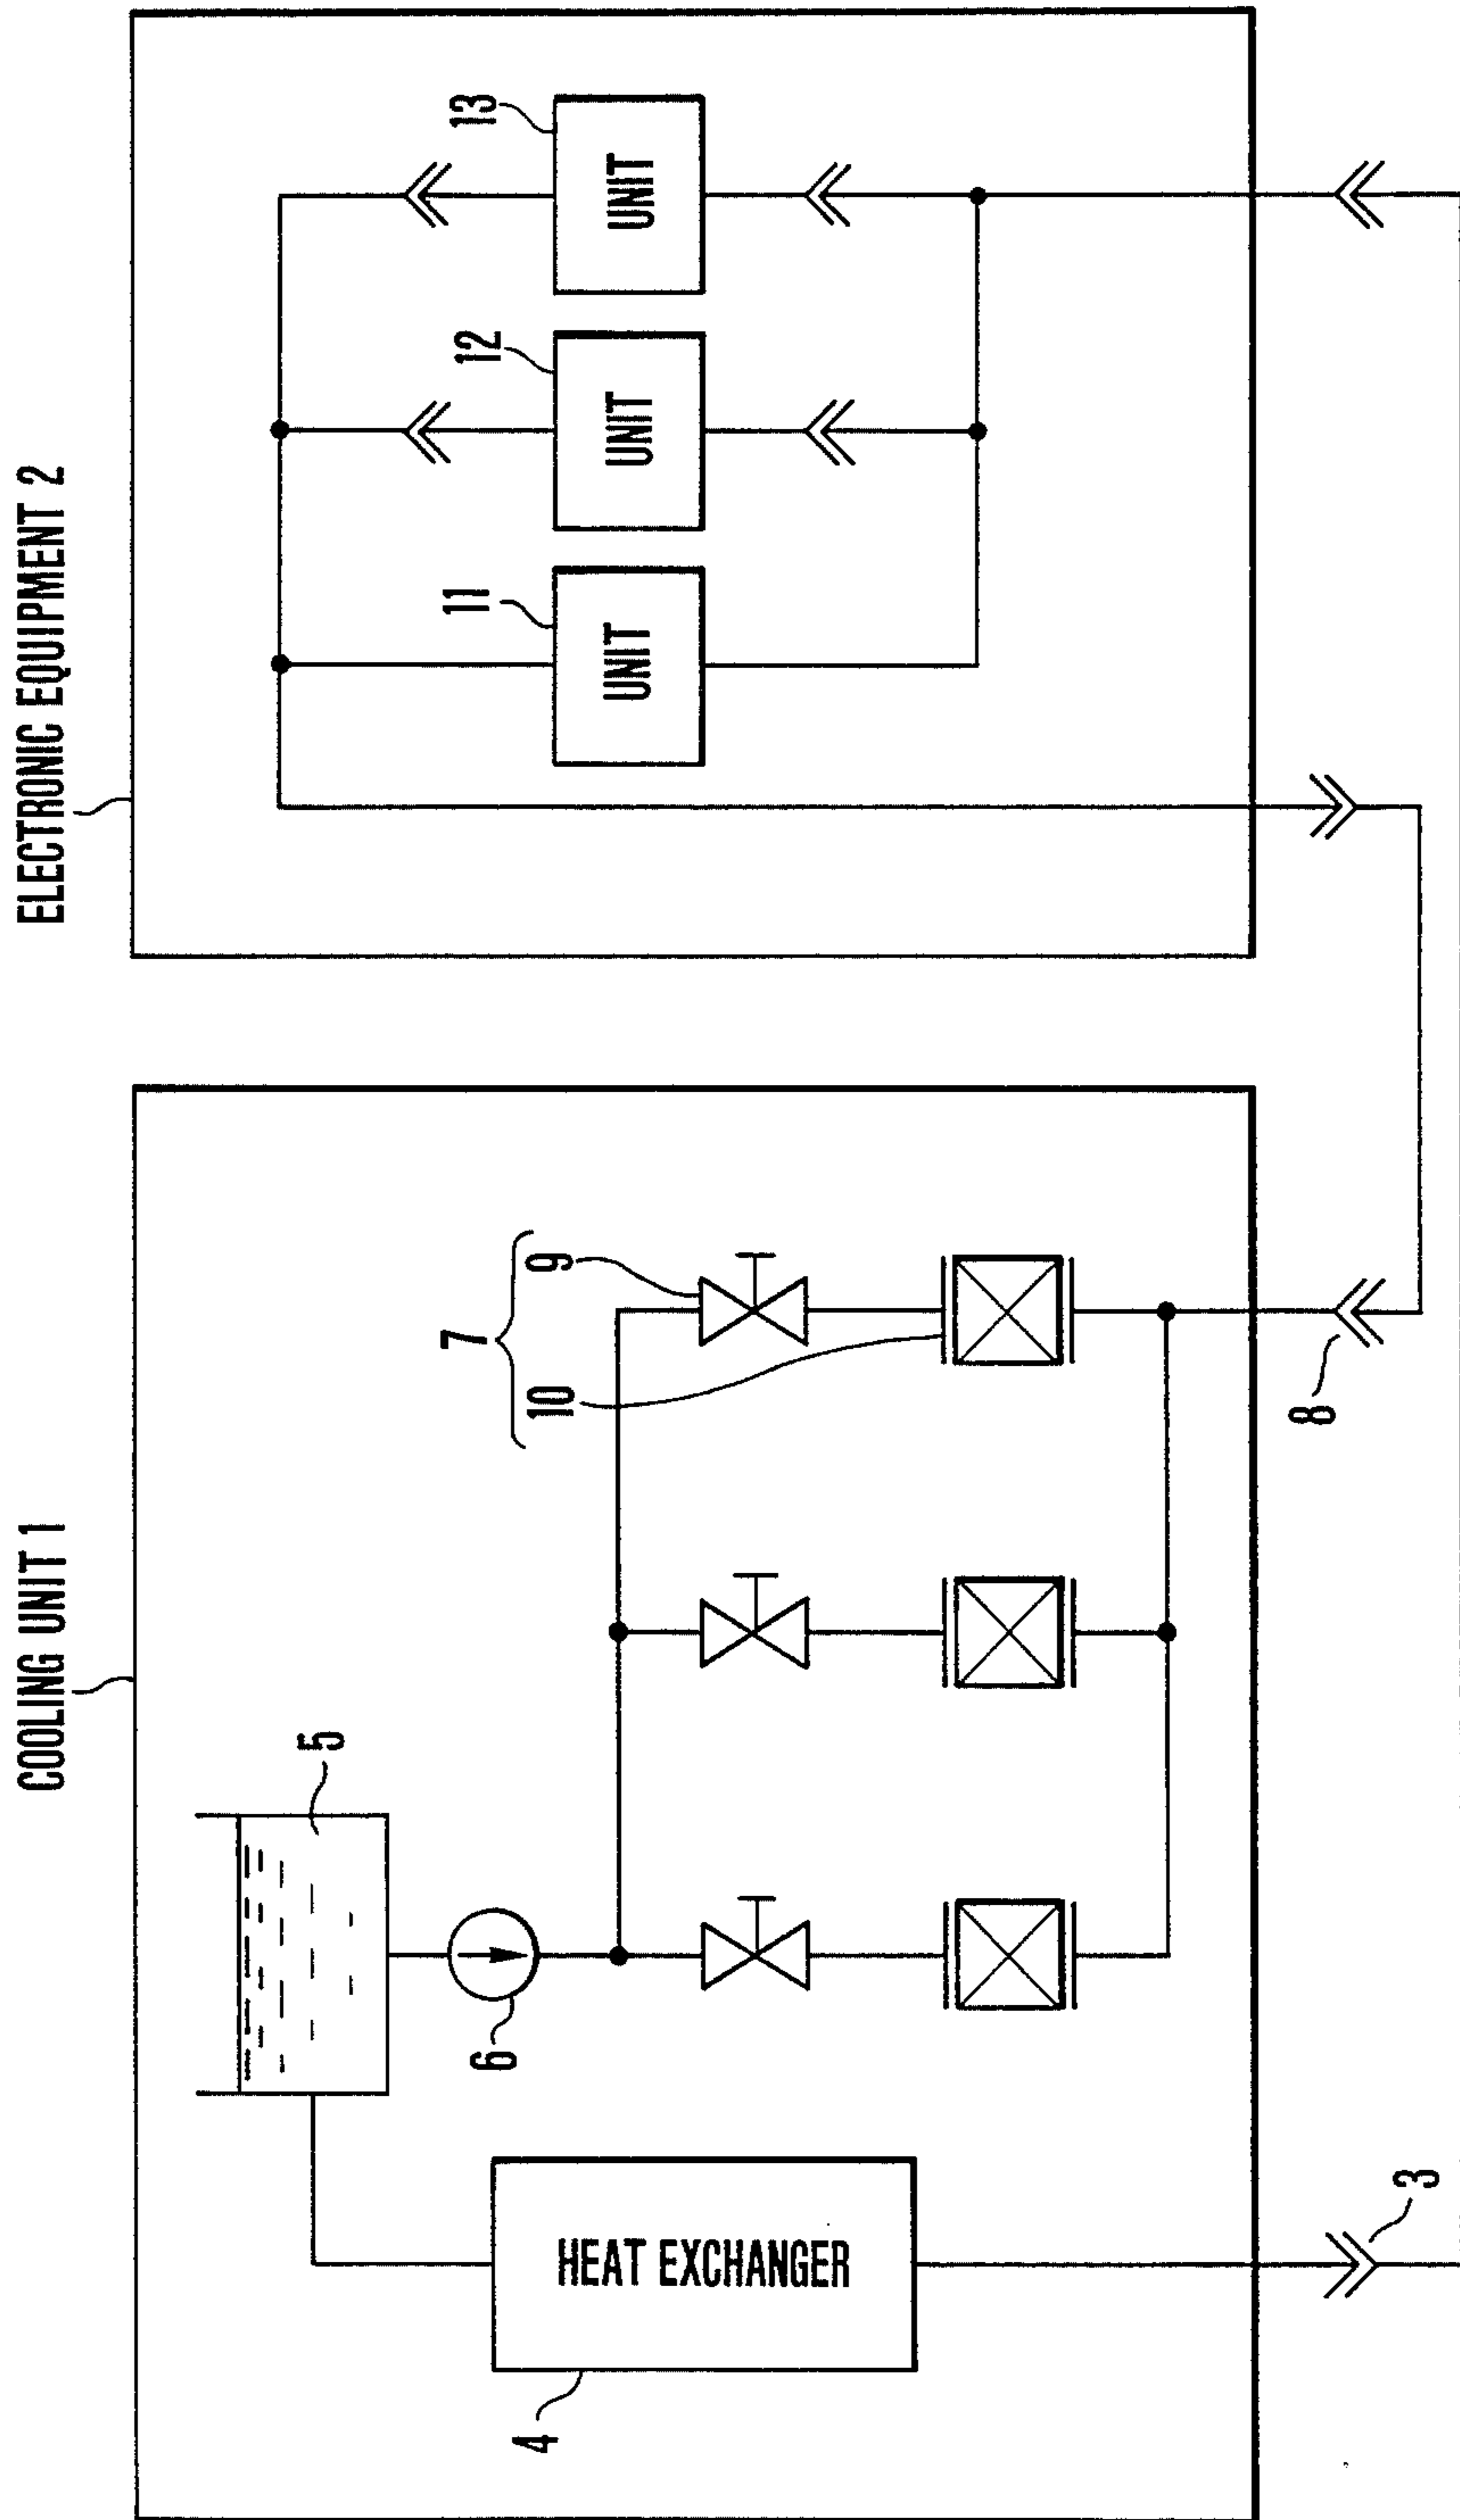 COOLING UNIT 1
ELECTRONIC EQUIPMENT 2
5
13
12
11
6
7
9
10
UNIT
UNIT
UNIT
4
HEAT EXCHANGER
8
3